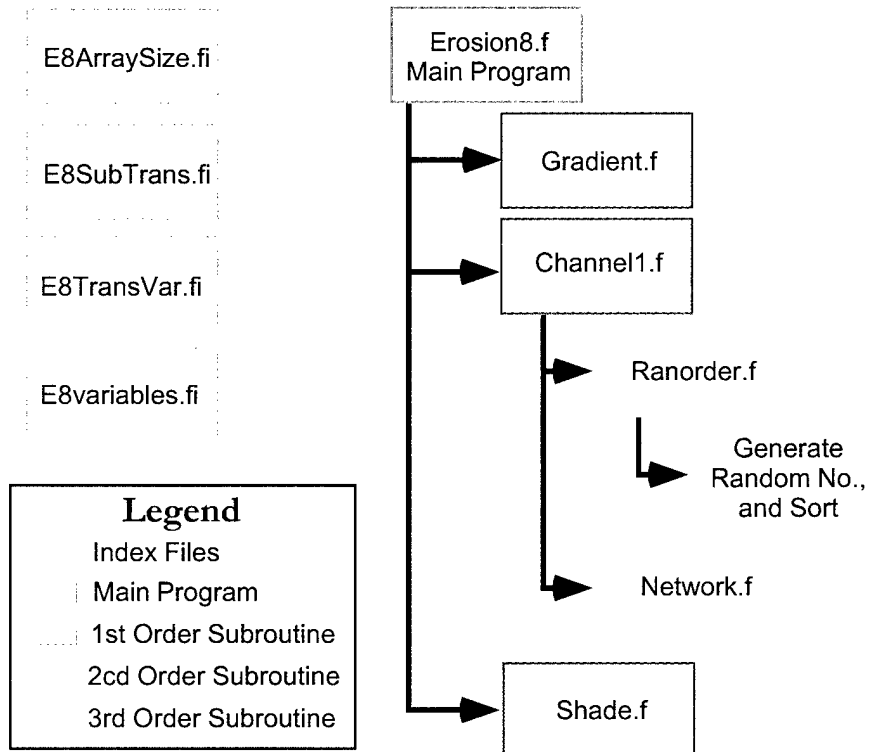 E8ArraySize.fi
E8SubTrans.fi
E8TransVar.fi
E8variables.fi
Erosion8.f
Main Program
Gradient.f
Channel1.f
Ranorder.f
Generate
Random No.,
and Sort
Network.f
Shade.f
Legend
Index Files
Main Program
1st Order Subroutine
2cd Order Subroutine
3rd Order Subroutine